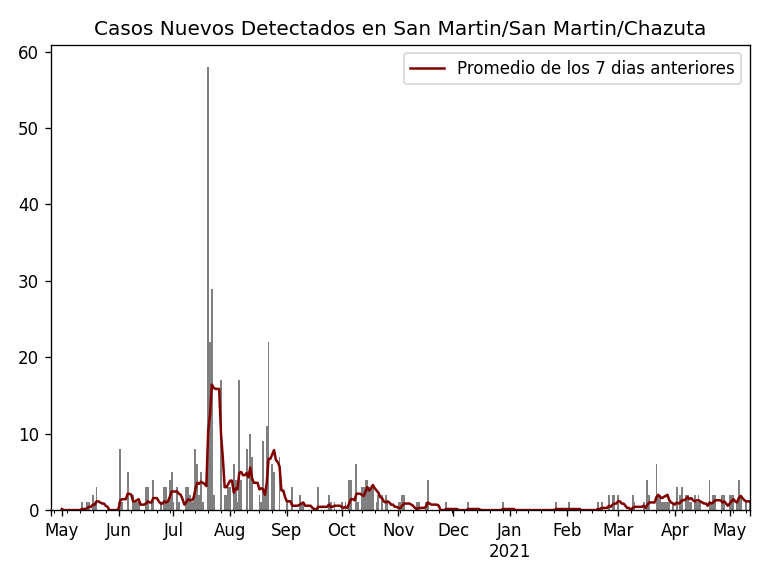 Casos Nuevos Detectados en San Martin/San Martin/Chazuta
Promedio de los 7 dias anteriores
60
50
40
30
20
10
0
May Jun Jul Aug Sep Oct Nov Dec Jan Feb Mar Apr May
2021